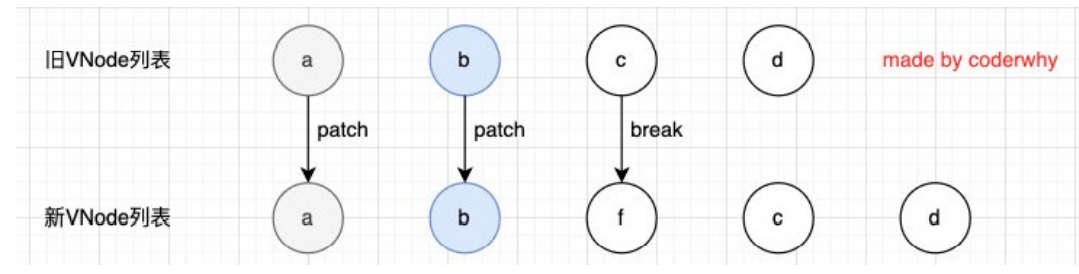 旧VNode列表 a b c d made by coderwhy
patch patch break
新VNode列表 a b f c d